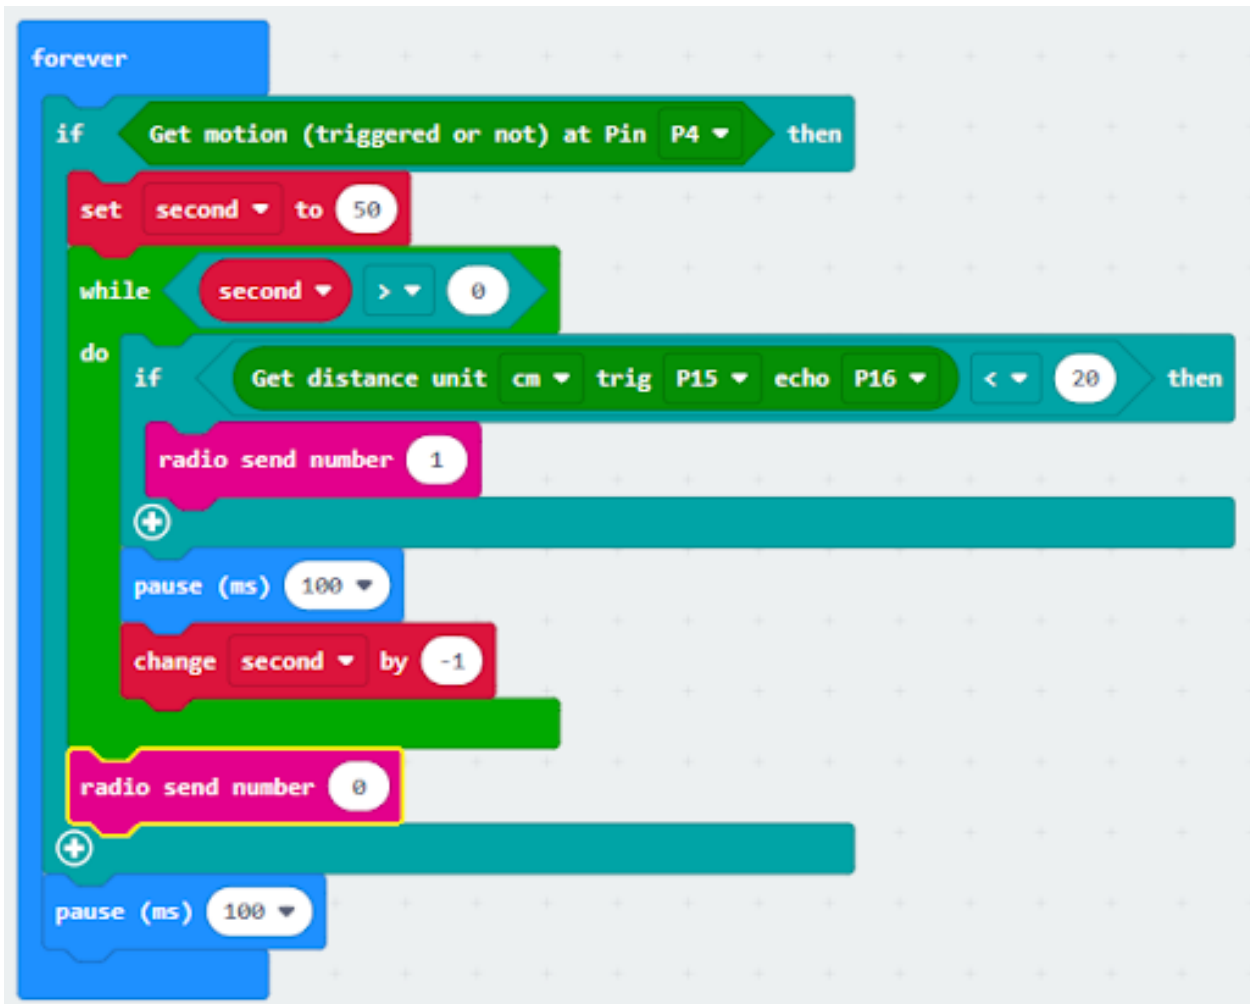 forever
if Get motion (triggered or not) at Pin P4 then
set second to 50
while second > 0
do
if Get distance unit cm trig P15 echo P16 < 20 then
radio send number 1
pause (ms) 100
change second by -1
radio send number 0
pause (ms) 100